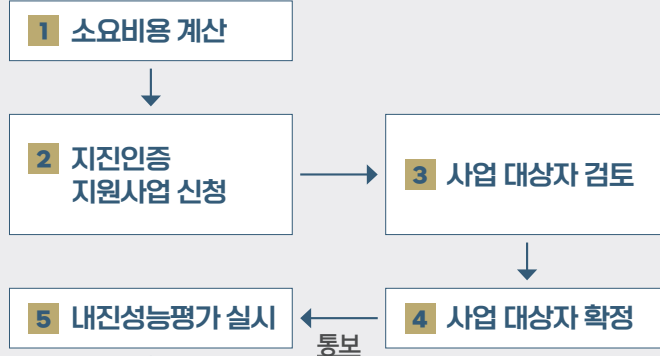 1 소요비용 계산
2 지진인증
지원사업 신청
3 사업 대상자 검토
4 사업 대상자 확정
통보
5 내진성능평가 실시